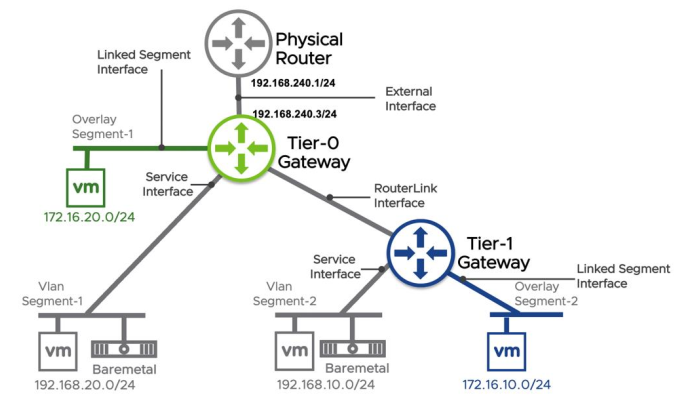 Physical
Router
Linked Segment
Interface
192.168.240.1/24
External
Interface
192.168.240.3/24
Overlay
Segment-1
Tier-0
Gateway
vm
172.16.20.0/24
Service
Interface
RouterLink
Interface
Tier-1
Gateway
Service
Interface
Linked Segment
Interface
Vlan
Segment-1
Vlan
Segment-2
Overlay
Segment-2
vm
Baremetal
192.168.20.0/24
vm
Baremetal
192.168.10.0/24
vm
172.16.10.0/24